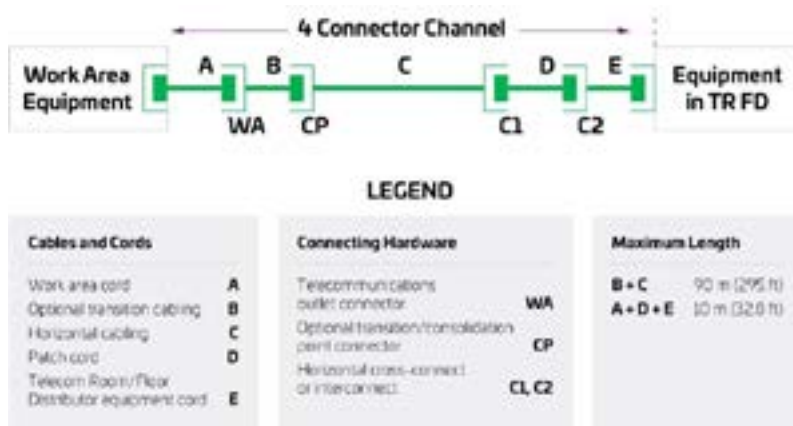 4 Connector Channel
Work Area
Equipment
A
B
C
D
E
Equipment
in TR FD
WA
CP
C1
C2
LEGEND
Cables and Cords
Work area cord A
Optional transition cabling B
Horizontal cabling C
Patch cord D
Telecom Room/Floor
Distributor equipment cord E
Connecting Hardware
Telecommunications
outlet connector WA
Optional transition/consolidation
point connector CP
Horizontal cross-connect
or interconnect C1, C2
Maximum Length
B+C 90 m (295 ft)
A+D+E 10 m (32.8 ft)